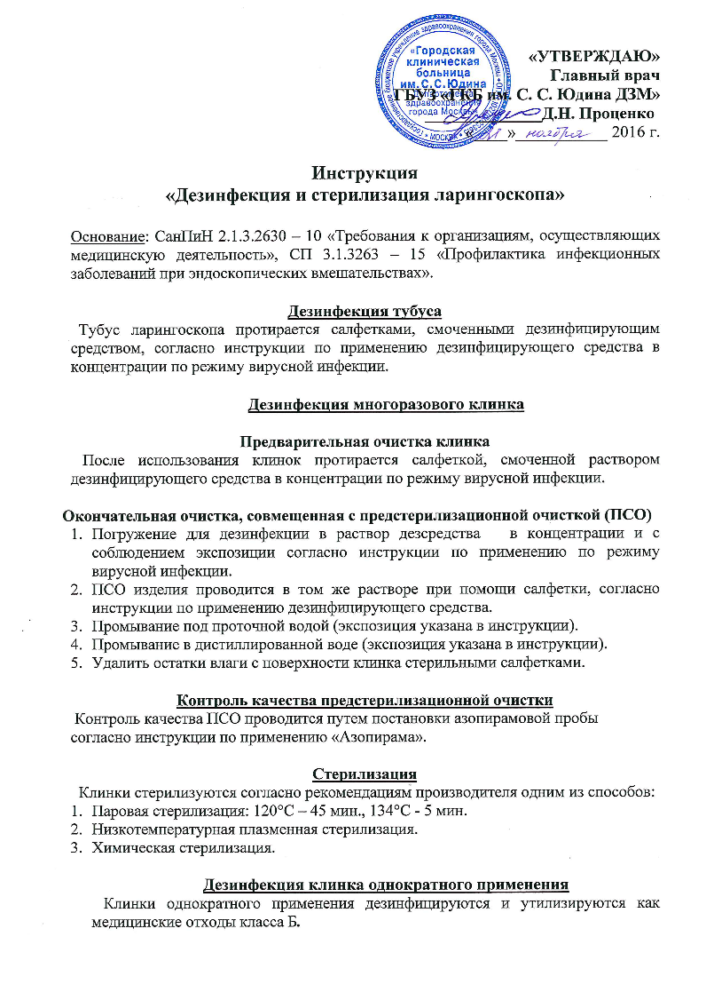 «УТВЕРЖДАЮ»
Главный врач
ГБУЗ «ГКБ им. С. С. Юдина ДЗМ»
Д.Н. Проценко
« » ноября 2016 г.
«Городская
клиническая
больница
им. С. С. Юдина
Департамента
здравоохранения
города Москвы»
МОСКВА
Инструкция
«Дезинфекция и стерилизация ларингоскопа»
Основание: СанПиН 2.1.3.2630 – 10 «Требования к организациям, осуществляющих
медицинскую деятельность», СП 3.1.3263 – 15 «Профилактика инфекционных
заболеваний при эндоскопических вмешательствах».
Дезинфекция тубуса
Тубус ларингоскопа протирается салфетками, смоченными дезинфицирующим
средством, согласно инструкции по применению дезинфицирующего средства в
концентрации по режиму вирусной инфекции.
Дезинфекция многоразового клинка
Предварительная очистка клинка
После использования клинок протирается салфеткой, смоченной раствором
дезинфицирующего средства в концентрации по режиму вирусной инфекции.
Окончательная очистка, совмещенная с предстерилизационной очисткой (ПСО)
1. Погружение для дезинфекции в раствор дезсредства в концентрации и с
соблюдением экспозиции согласно инструкции по применению по режиму
вирусной инфекции.
2. ПСО изделия проводится в том же растворе при помощи салфетки, согласно
инструкции по применению дезинфицирующего средства.
3. Промывание под проточной водой (экспозиция указана в инструкции).
4. Промывание в дистиллированной воде (экспозиция указана в инструкции).
5. Удалить остатки влаги с поверхности клинка стерильными салфетками.
Контроль качества предстерилизационной очистки
Контроль качества ПСО проводится путем постановки азопирамовой пробы
согласно инструкции по применению «Азопирама».
Стерилизация
Клинки стерилизуются согласно рекомендациям производителя одним из способов:
1. Паровая стерилизация: 120°С – 45 мин., 134°С - 5 мин.
2. Низкотемпературная плазменная стерилизация.
3. Химическая стерилизация.
Дезинфекция клинка однократного применения
Клинки однократного применения дезинфицируются и утилизируются как
медицинские отходы класса Б.